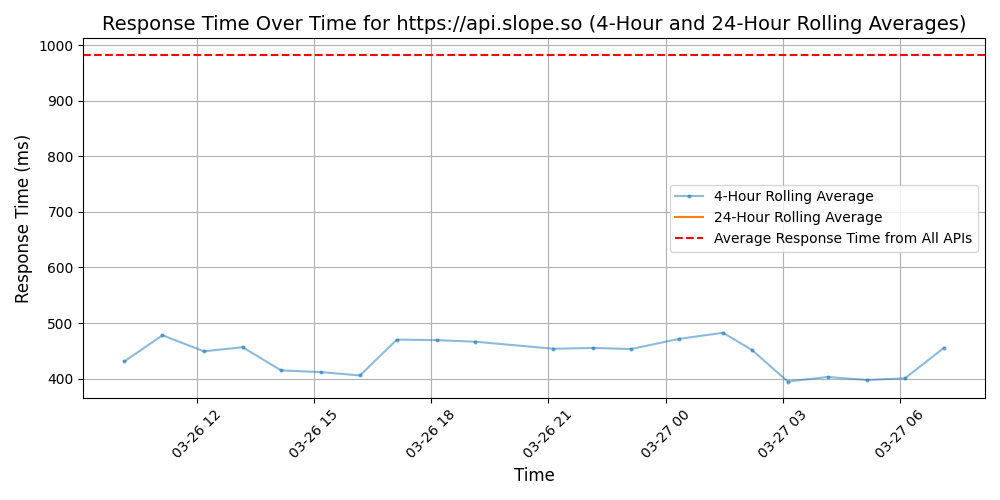 Response Time Over Time for https://api.slope.so (4-Hour and 24-Hour Rolling Averages)
Response Time (ms)
1000
900
800
700
600
500
400
4-Hour Rolling Average
24-Hour Rolling Average
Average Response Time from All APIs
03-26 12
03-26 15
03-26 18
03-26 21
03-27 00
03-27 03
03-27 06
Time